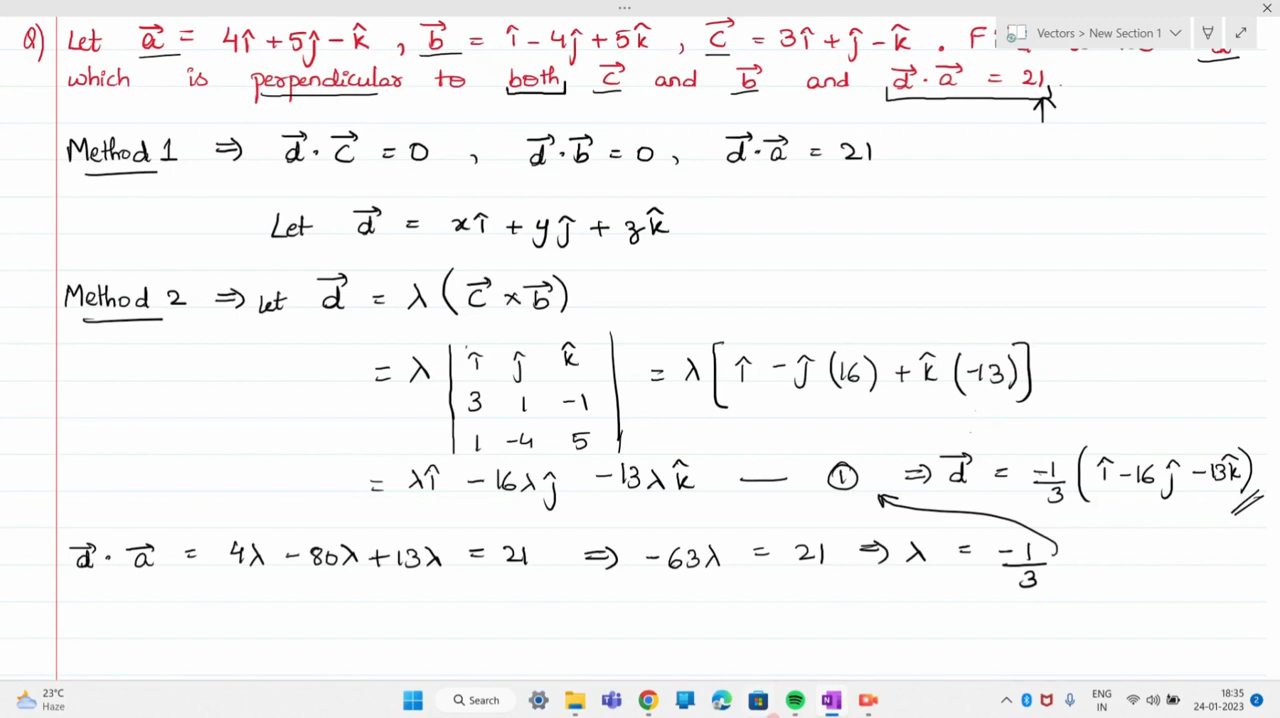 Q) Let a⃗ = 4î + 5ĵ - k̂ , b⃗ = î - 4ĵ + 5k̂ , c⃗ = 3î + ĵ - k̂ .
Vectors > New Section 1
which is perpendicular to both c⃗ and b⃗ and d⃗ · a⃗ = 21
Method 1 ⇒ d⃗ · c⃗ = 0 , d⃗ · b⃗ = 0 , d⃗ · a⃗ = 21
Let d⃗ = xî + yĵ + zk̂
Method 2 ⇒ let d⃗ = λ ( c⃗ × b⃗ )
= λ | î ĵ k̂ | = λ [ î - ĵ (16) + k̂ (-13) ]
3 1 -1
1 -4 5
= λî - 16λĵ - 13λk̂ — ① ⇒ d⃗ = -1/3 ( î - 16ĵ - 13k̂ )
d⃗ · a⃗ = 4λ - 80λ + 13λ = 21 ⇒ -63λ = 21 ⇒ λ = -1/3
23°C
Haze
Search
ENG
IN
18:35
24-01-2023
2